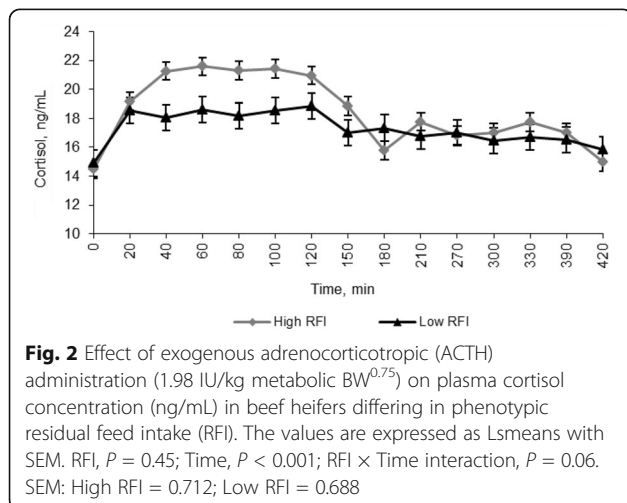 24
22
20
18
16
14
12
10
Cortisol, ng/mL
0
20
40
60
80
100
120
150
180
210
270
300
330
390
420
Time, min
High RFI
Low RFI
Fig. 2 Effect of exogenous adrenocorticotropic (ACTH)
administration (1.98 IU/kg metabolic BW^0.75) on plasma cortisol
concentration (ng/mL) in beef heifers differing in phenotypic
residual feed intake (RFI). The values are expressed as Lsmeans with
SEM. RFI, P = 0.45; Time, P < 0.001; RFI × Time interaction, P = 0.06.
SEM: High RFI = 0.712; Low RFI = 0.688